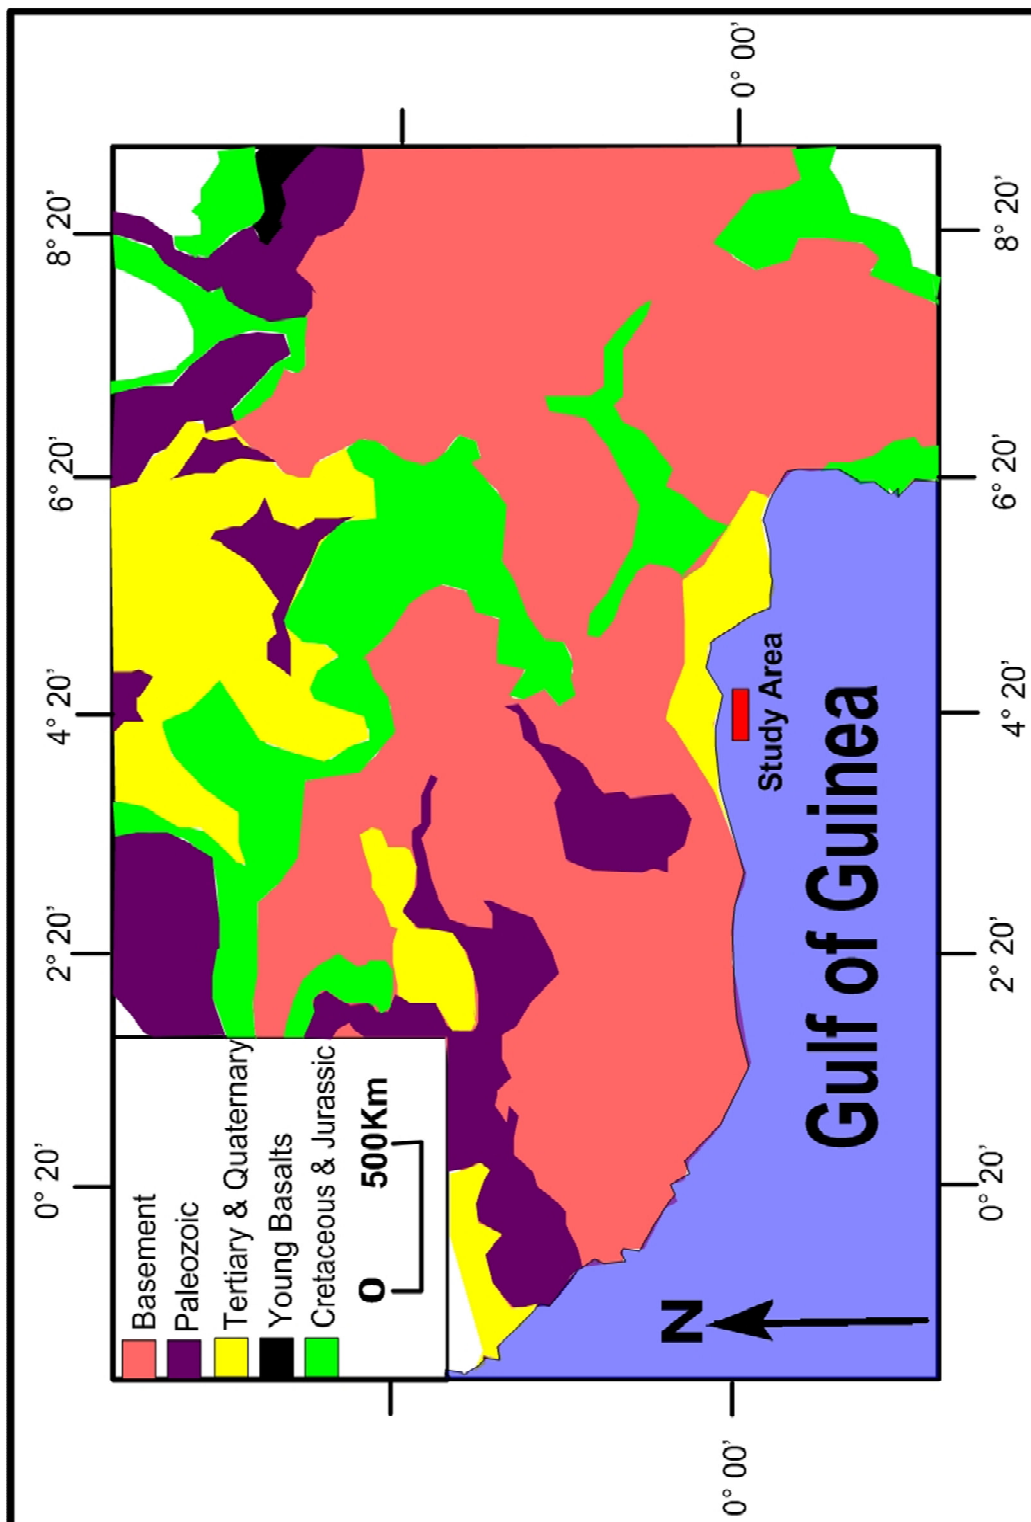 0° 20'
2° 20'
4° 20'
6° 20'
8° 20'
Basement
Paleozoic
Tertiary & Quaternary
Young Basalts
Cretaceous & Jurassic
0 500Km
0° 00'
0° 00'
Study Area
Gulf of Guinea
N
0° 20'
2° 20'
4° 20'
6° 20'
8° 20'